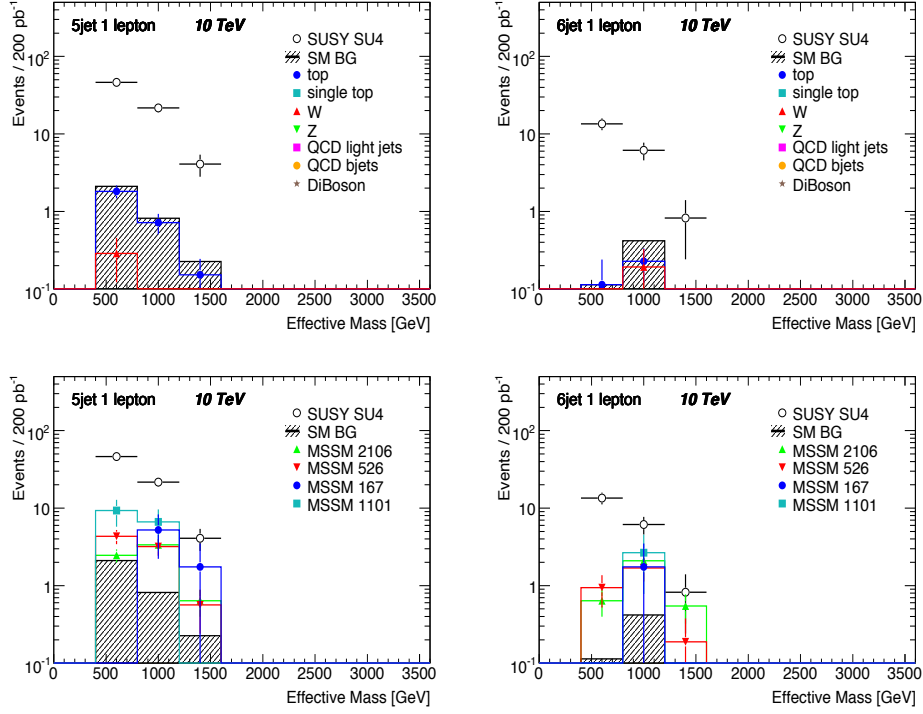 5jet 1 lepton 10 TeV
Events / 200 pb-1
10²
10
1
10-1
SUSY SU4
SM BG
top
single top
W
Z
QCD light jets
QCD bjets
DiBoson
0 500 1000 1500 2000 2500 3000 3500
Effective Mass [GeV]
6jet 1 lepton 10 TeV
Events / 200 pb-1
10²
10
1
10-1
SUSY SU4
SM BG
top
single top
W
Z
QCD light jets
QCD bjets
DiBoson
0 500 1000 1500 2000 2500 3000 3500
Effective Mass [GeV]
5jet 1 lepton 10 TeV
Events / 200 pb-1
10²
10
1
10-1
SUSY SU4
SM BG
MSSM 2106
MSSM 526
MSSM 167
MSSM 1101
0 500 1000 1500 2000 2500 3000 3500
Effective Mass [GeV]
6jet 1 lepton 10 TeV
Events / 200 pb-1
10²
10
1
10-1
SUSY SU4
SM BG
MSSM 2106
MSSM 526
MSSM 167
MSSM 1101
0 500 1000 1500 2000 2500 3000 3500
Effective Mass [GeV]